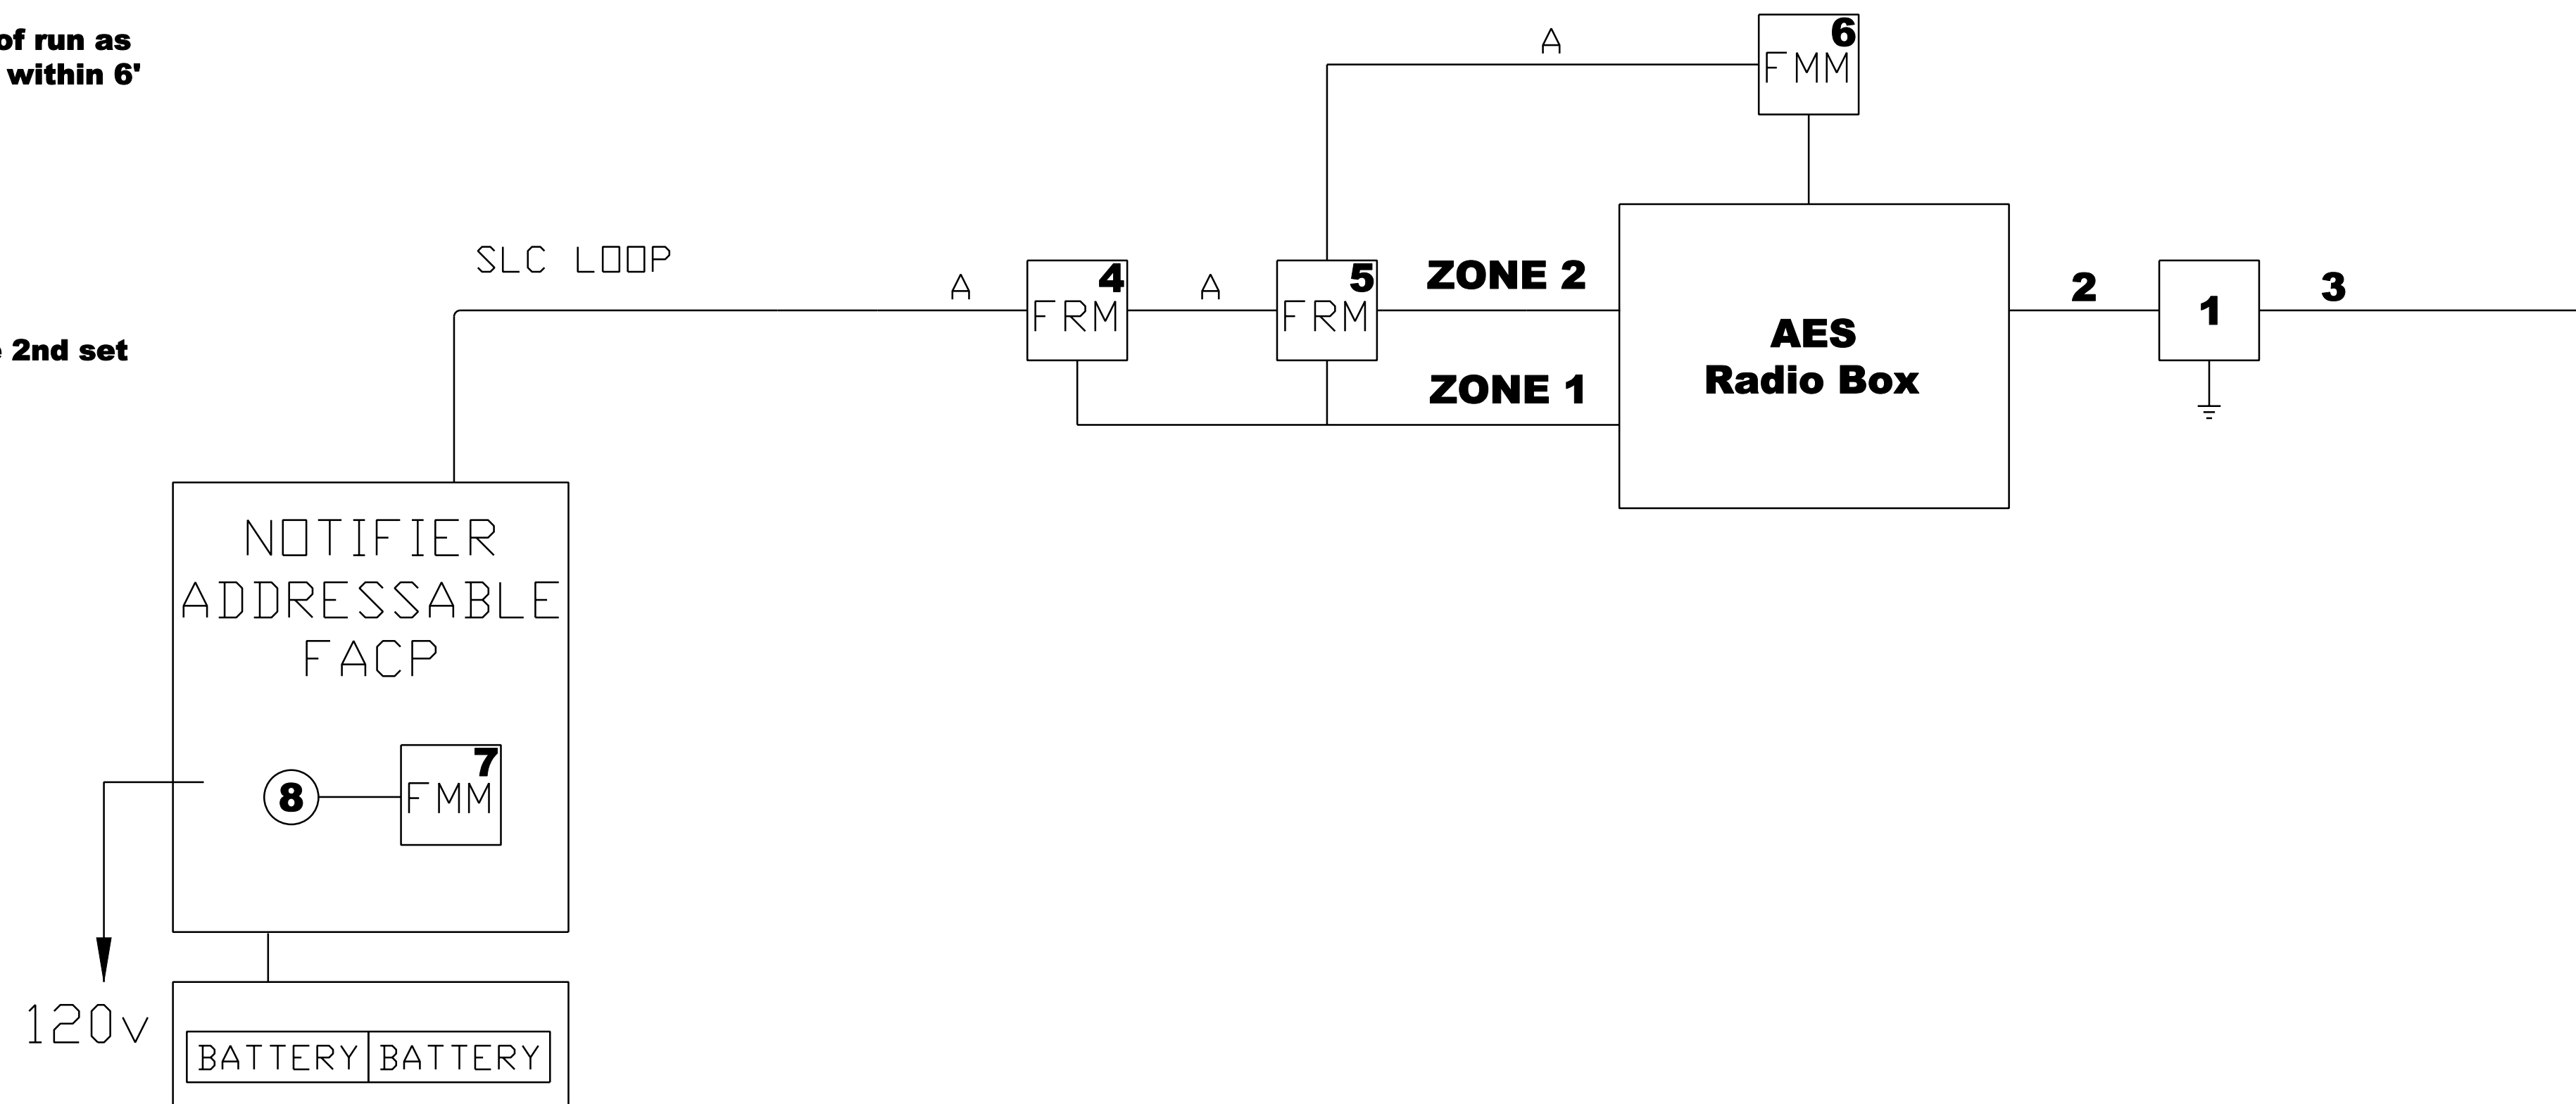 of run as
within 6'
2nd set
SLC LOOP
A
A
A
4
FRM
5
FRM
6
FMM
ZONE 2
ZONE 1
AES
Radio Box
2
1
3
NOTIFIER
ADDRESSABLE
FACP
8
7
FMM
120v
BATTERY BATTERY